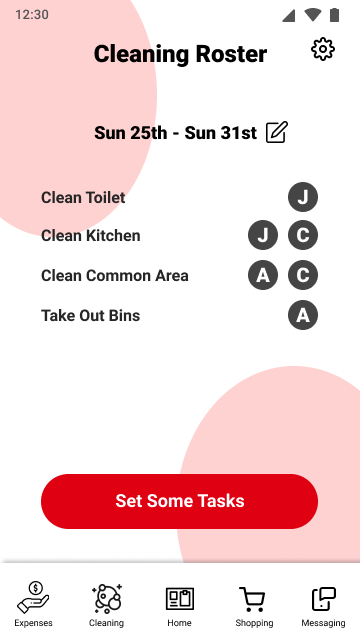 12:30
Cleaning Roster
Sun 25th - Sun 31st
Clean Toilet J
Clean Kitchen J C
Clean Common Area A C
Take Out Bins A
Set Some Tasks
$
Expenses Cleaning Home Shopping Messaging